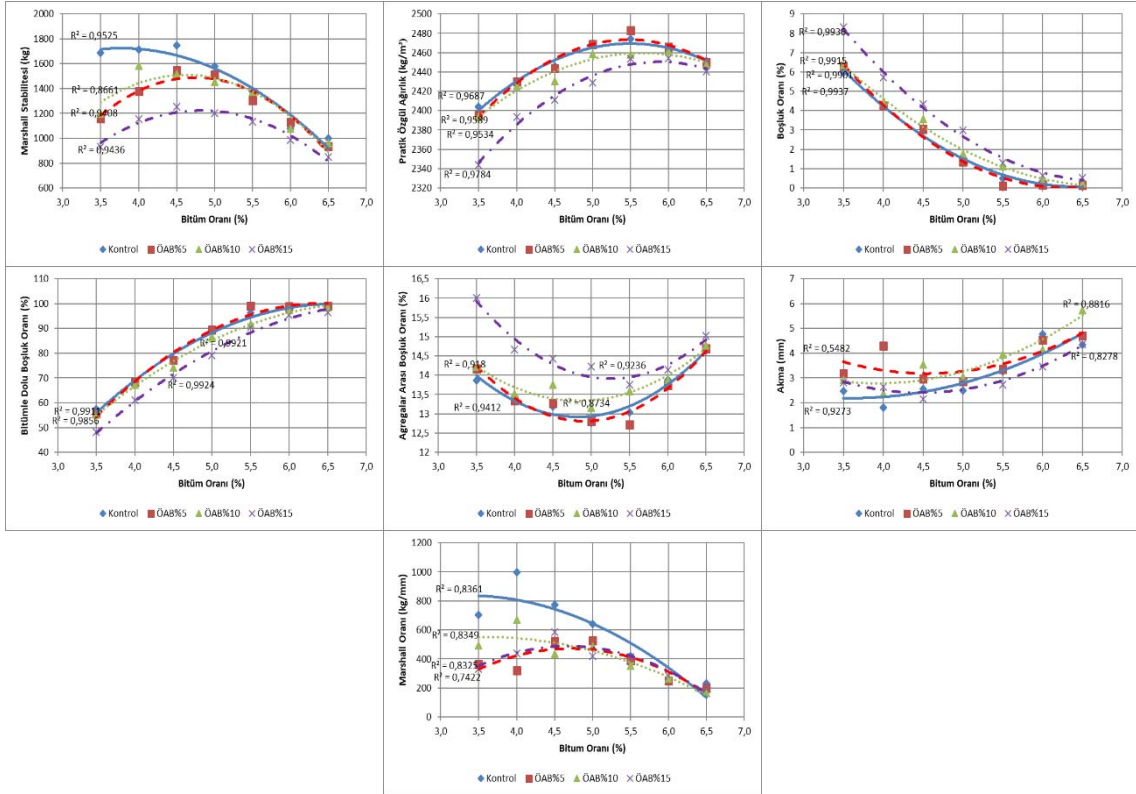 Marshall Stabilitesi (kg)
2000
1800
1600
1400
1200
1000
800
600
R² = 0,9525
R² = 0,8661
R² = 0,9436
3,0 3,5 4,0 4,5 5,0 5,5 6,0 6,5 7,0
Bitüm Oranı (%)
Kontrol ÖAB%5 ÖAB%10 ÖAB%15
Pratik Özgül Ağırlık (kg/m³)
2500
2480
2460
2440
2420
2400
2380
2360
2340
2320
R² = 0,9687
R² = 0,9534
R² = 0,9784
3,0 3,5 4,0 4,5 5,0 5,5 6,0 6,5 7,0
Bitüm Oranı (%)
Kontrol ÖAB%5 ÖAB%10 ÖAB%15
Boşluk Oranı (%)
9
8
7
6
5
4
3
2
1
0
R² = 0,9915
R² = 0,9937
3,0 3,5 4,0 4,5 5,0 5,5 6,0 6,5 7,0
Bitüm Oranı (%)
Kontrol ÖAB%5 ÖAB%10 ÖAB%15
Bitümle Dolu Boşluk Oranı (%)
110
100
90
80
70
60
50
40
R² = 0,9921
R² = 0,9924
R² = 0,9856
3,0 3,5 4,0 4,5 5,0 5,5 6,0 6,5 7,0
Bitüm Oranı (%)
Kontrol ÖAB%5 ÖAB%10 ÖAB%15
Agregalar Arası Boşluk Oranı (%)
16,5
16
15,5
15
14,5
14
13,5
13
12,5
12
R² = 0,918
R² = 0,9236
R² = 0,8734
R² = 0,9412
3,0 3,5 4,0 4,5 5,0 5,5 6,0 6,5 7,0
Bitum Oranı (%)
Kontrol ÖAB%5 ÖAB%10 ÖAB%15
Akma (mm)
7
6
5
4
3
2
1
0
R² = 0,8816
R² = 0,5482
R² = 0,8278
R² = 0,9273
3,0 3,5 4,0 4,5 5,0 5,5 6,0 6,5 7,0
Bitum Oranı (%)
Kontrol ÖAB%5 ÖAB%10 ÖAB%15
Marshall Oranı (kg/mm)
1200
1000
800
600
400
200
0
R² = 0,8361
R² = 0,8349
R² = 0,8325
R² = 0,7422
3,0 3,5 4,0 4,5 5,0 5,5 6,0 6,5 7,0
Bitum Oranı (%)
Kontrol ÖAB%5 ÖAB%10 ÖAB%15